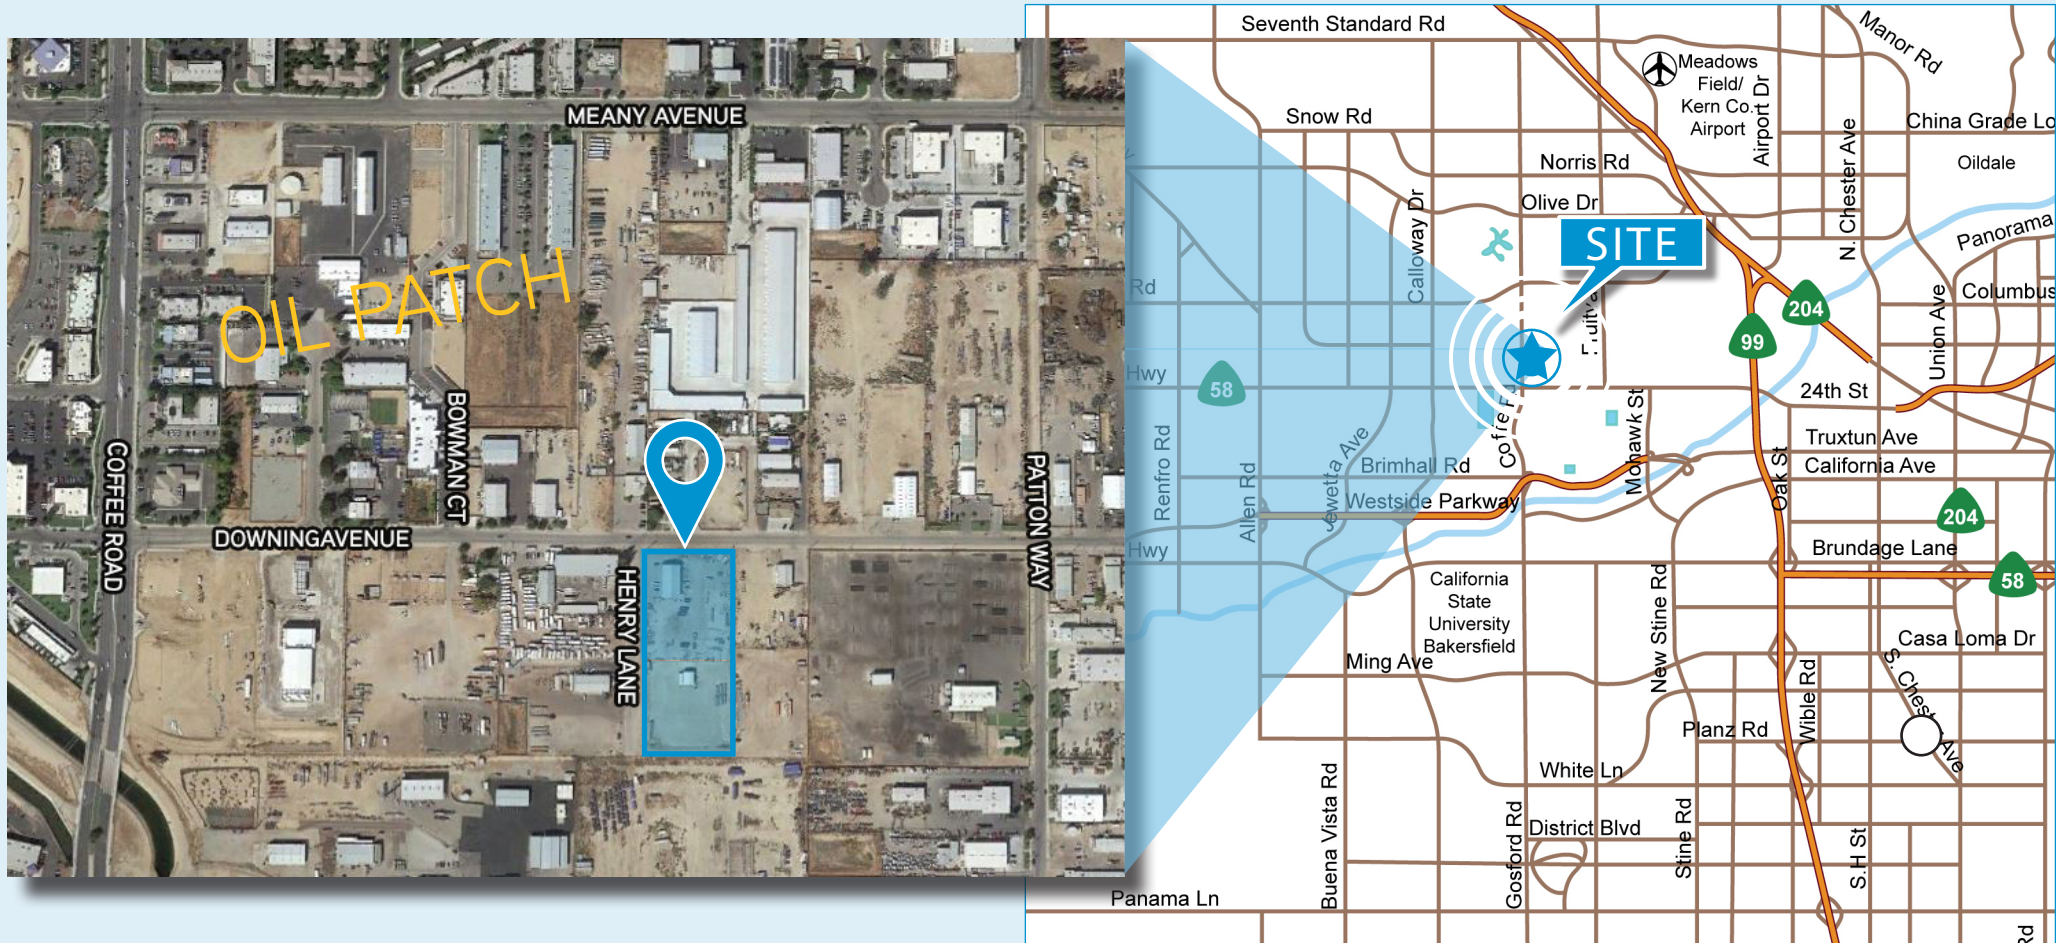 MEANY AVENUE
OIL PATCH
BOWMAN CT
COFFEE ROAD
DOWNINGAVENUE
HENRY LANE
PATTON WAY
Seventh Standard Rd
Manor Rd
Meadows
Field/
Kern Co.
Airport
Airport Dr
Snow Rd
China Grade Lo
N. Chester Ave
Norris Rd
Oildale
Calloway Dr
Olive Dr
SITE
Panorama
Rd
Columbus
204
99
Union Ave
Hwy
58
24th St
Mohawk St
Truxtun Ave
Renfro Rd
Allen Rd
Brimhall Rd
California Ave
Westside Parkway
Oak St
204
Hwy
Brundage Lane
58
California
State
University
Bakersfield
New Stine Rd
Casa Loma Dr
Ming Ave
Wible Rd
Planz Rd
White Ln
Buena Vista Rd
Gosford Rd
District Blvd
Stine Rd
S.H St
Panama Ln
Rd